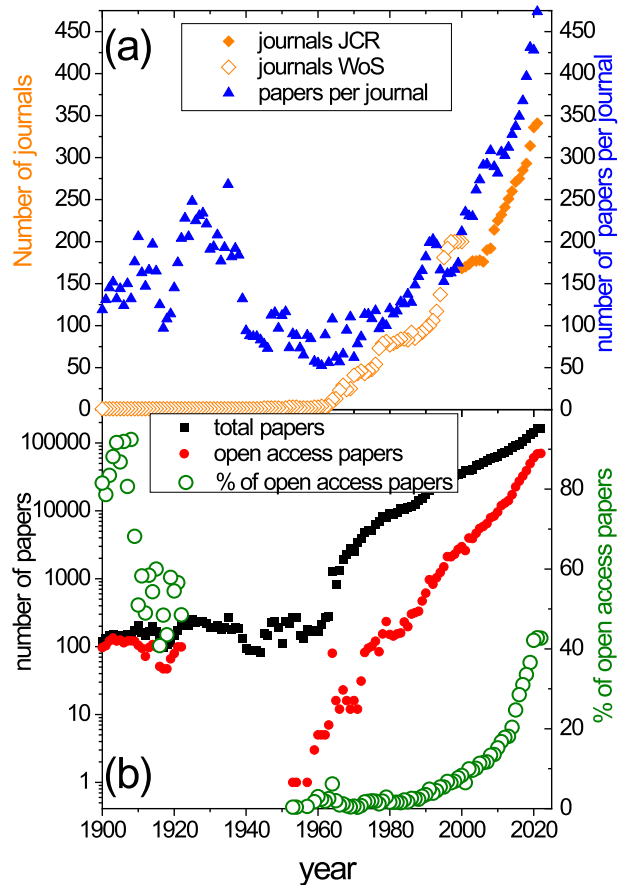 (a)
journals JCR
journals WoS
papers per journal
Number of journals
450
400
350
300
250
200
150
100
50
0
number of papers per journal
450
400
350
300
250
200
150
100
50
0
(b)
total papers
open access papers
% of open access papers
number of papers
100000
10000
1000
100
10
1
% of open access papers
80
60
40
20
0
1900 1920 1940 1960 1980 2000 2020
year